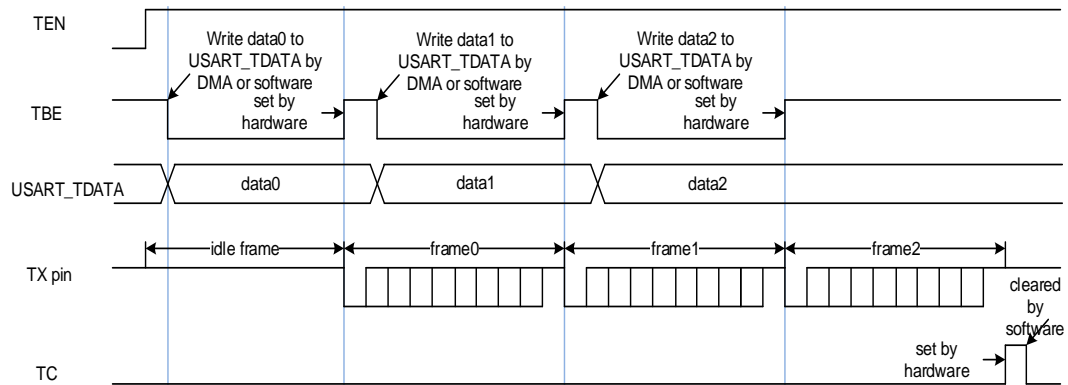 TEN
Write data0 to
USART_TDATA by
DMA or software
Write data1 to
USART_TDATA by
DMA or software
Write data2 to
USART_TDATA by
DMA or software
TBE
set by
hardware
set by
hardware
set by
hardware
USART_TDATA
data0
data1
data2
idle frame
frame0
frame1
frame2
TX pin
cleared
by
software
set by
hardware
TC